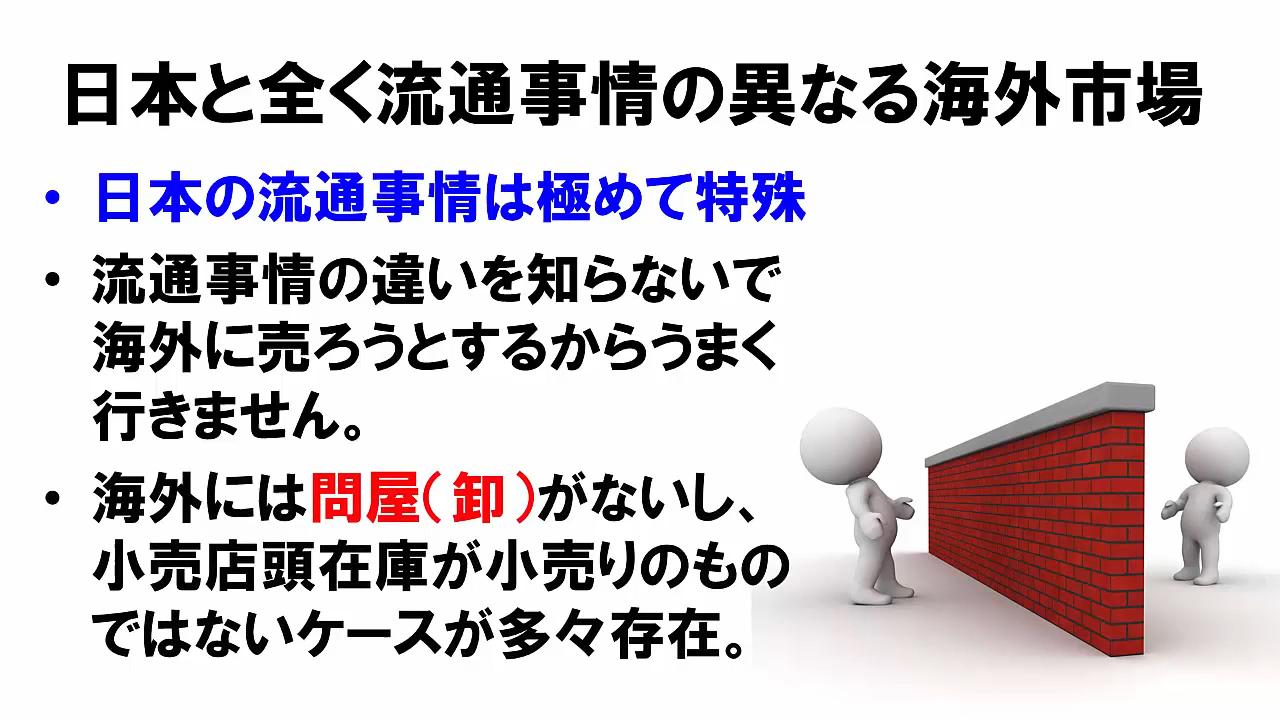 日本と全く流通事情の異なる海外市場
• 日本の流通事情は極めて特殊
• 流通事情の違いを知らないで
海外に売ろうとするからうまく
行きません。
• 海外には問屋（卸）がないし、
小売店頭在庫が小売りのもの
ではないケースが多々存在。